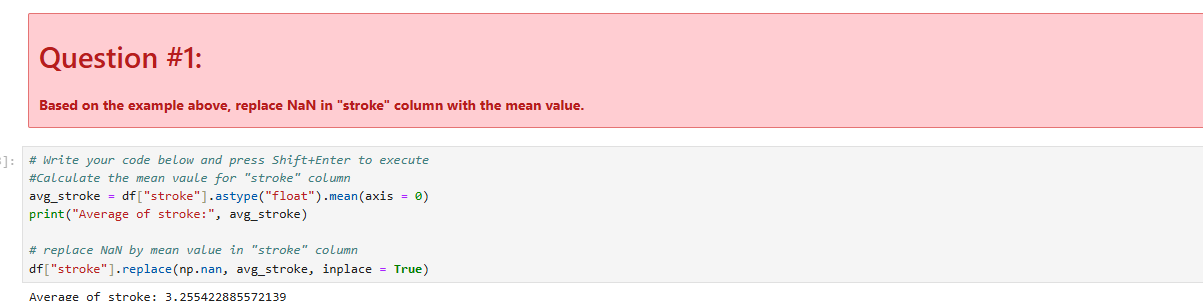 Question #1:
Based on the example above, replace NaN in "stroke" column with the mean value.
]:
# Write your code below and press Shift+Enter to execute
#Calculate the mean vaule for "stroke" column
avg_stroke = df["stroke"].astype("float").mean(axis = 0)
print("Average of stroke:", avg_stroke)
# replace NaN by mean value in "stroke" column
df["stroke"].replace(np.nan, avg_stroke, inplace = True)
Average of stroke: 3.255422885572139